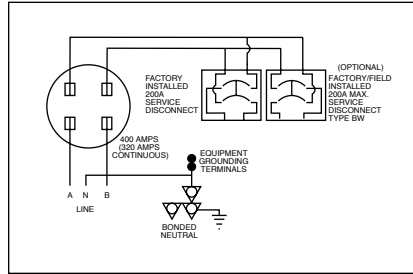 (OPTIONAL)
FACTORY
INSTALLED
200A
SERVICE
DISCONNECT
FACTORY/FIELD
INSTALLED
200A MAX.
SERVICE
DISCONNECT
TYPE BW
400 AMPS
(320 AMPS
CONTINUOUS)
EQUIPMENT
GROUNDING
TERMINALS
A N B
LINE
BONDED
NEUTRAL